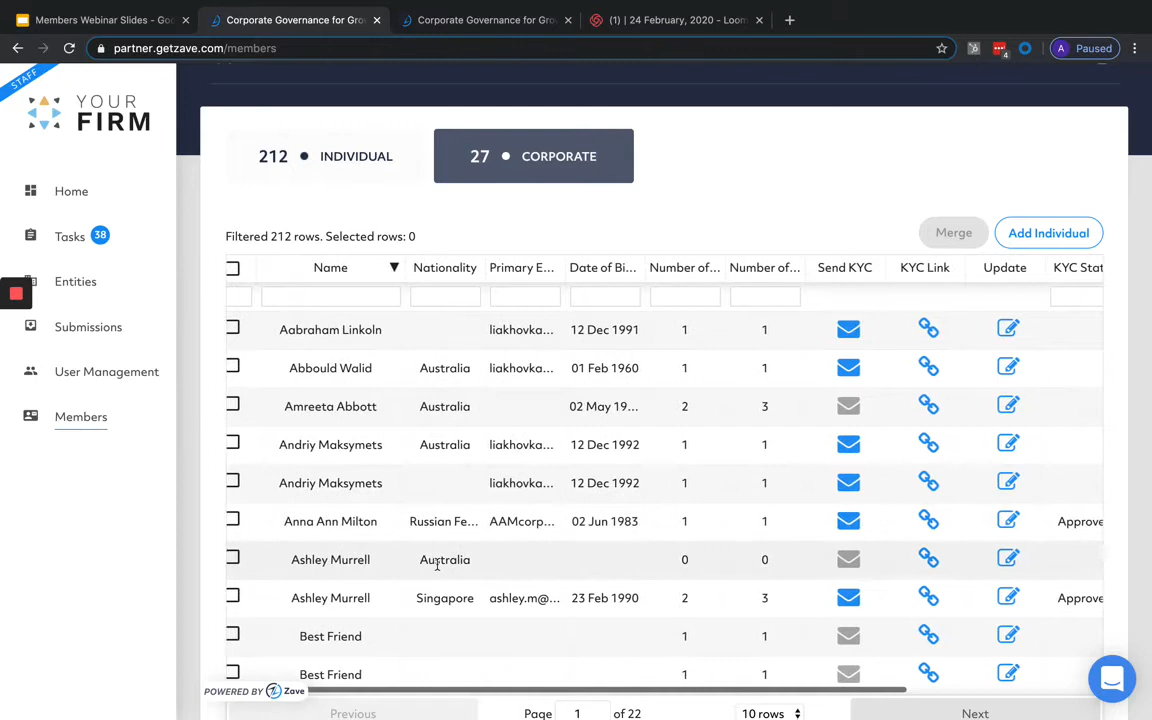 Members Webinar Slides - Goo
Corporate Governance for Grow
Corporate Governance for Grow
(1) | 24 February, 2020 - Loom
partner.getzave.com/members
4
A Paused
STAFF
YOUR
FIRM
Home
Tasks 38
Entities
Submissions
User Management
Members
212 • INDIVIDUAL
27 • CORPORATE
Filtered 212 rows. Selected rows: 0
Merge
Add Individual
Name ▼ Nationality Primary E... Date of Bi... Number of... Number of... Send KYC KYC Link Update KYC Stat
Aabraham Linkoln liakhovka... 12 Dec 1991 1 1
Abbould Walid Australia liakhovka... 01 Feb 1960 1 1
Amreeta Abbott Australia 02 May 19... 2 3
Andriy Maksymets Australia liakhovka... 12 Dec 1992 1 1
Andriy Maksymets liakhovka... 12 Dec 1992 1 1
Anna Ann Milton Russian Fe... AAMcorp... 02 Jun 1983 1 1 Approve
Ashley Murrell Australia 0 0
Ashley Murrell Singapore ashley.m@... 23 Feb 1990 2 3 Approve
Best Friend 1 1
Best Friend 1 1
POWERED BY Zave
Previous
Page 1 of 22
10 rows
Next